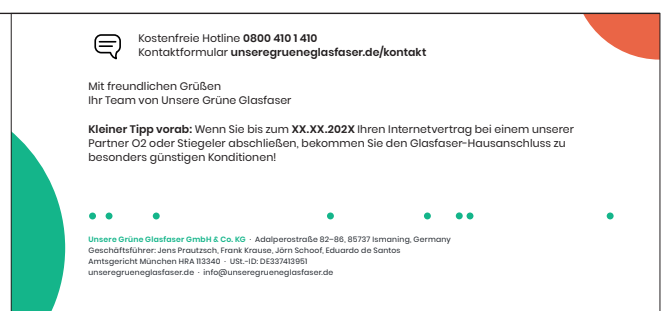 Kostenfreie Hotline 0800 410 1 410
Kontaktformular unseregrueneglasfaser.de/kontakt
Mit freundlichen Grüßen
Ihr Team von Unsere Grüne Glasfaser
Kleiner Tipp vorab: Wenn Sie bis zum XX.XX.202X Ihren Internetvertrag bei einem unserer
Partner O2 oder Stiegeler abschließen, bekommen Sie den Glasfaser-Hausanschluss zu
besonders günstigen Konditionen!
Unsere Grüne Glasfaser GmbH & Co. KG · Adalperostraße 82–86, 85737 Ismaning, Germany
Geschäftsführer: Jens Prautzsch, Frank Krause, Jörn Schoof, Eduardo de Santos
Amtsgericht München HRA 113340 · USt.-ID: DE337413951
unseregrueneglasfaser.de · info@unseregrueneglasfaser.de